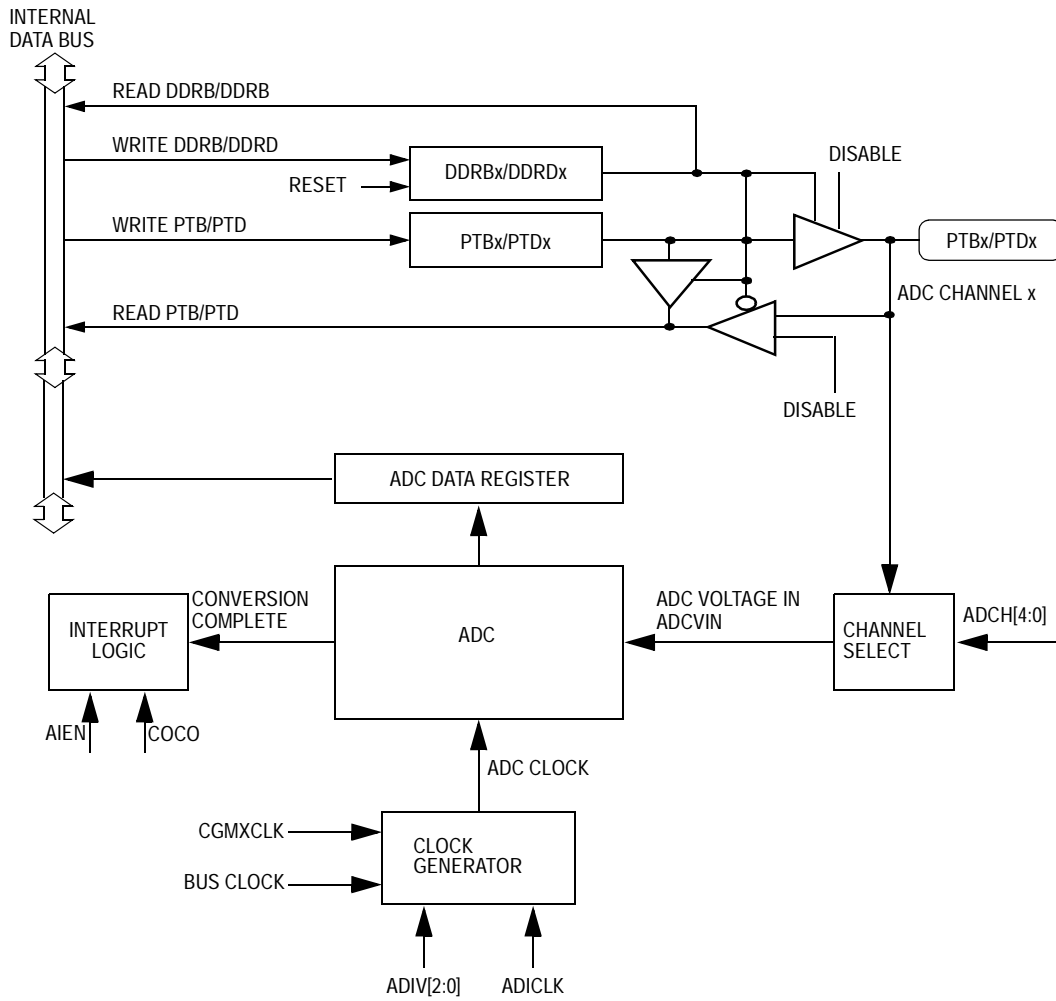 INTERNAL
DATA BUS
READ DDRB/DDRB
WRITE DDRB/DDRD
DISABLE
DDRBx/DDRDx
RESET
WRITE PTB/PTD
PTBx/PTDx
PTBx/PTDx
ADC CHANNEL x
READ PTB/PTD
DISABLE
ADC DATA REGISTER
CONVERSION
COMPLETE
ADC VOLTAGE IN
ADCVIN
INTERRUPT
LOGIC
ADC
CHANNEL
SELECT
ADCH[4:0]
AIEN
COCO
ADC CLOCK
CGMXCLK
CLOCK
GENERATOR
BUS CLOCK
ADIV[2:0]
ADICLK